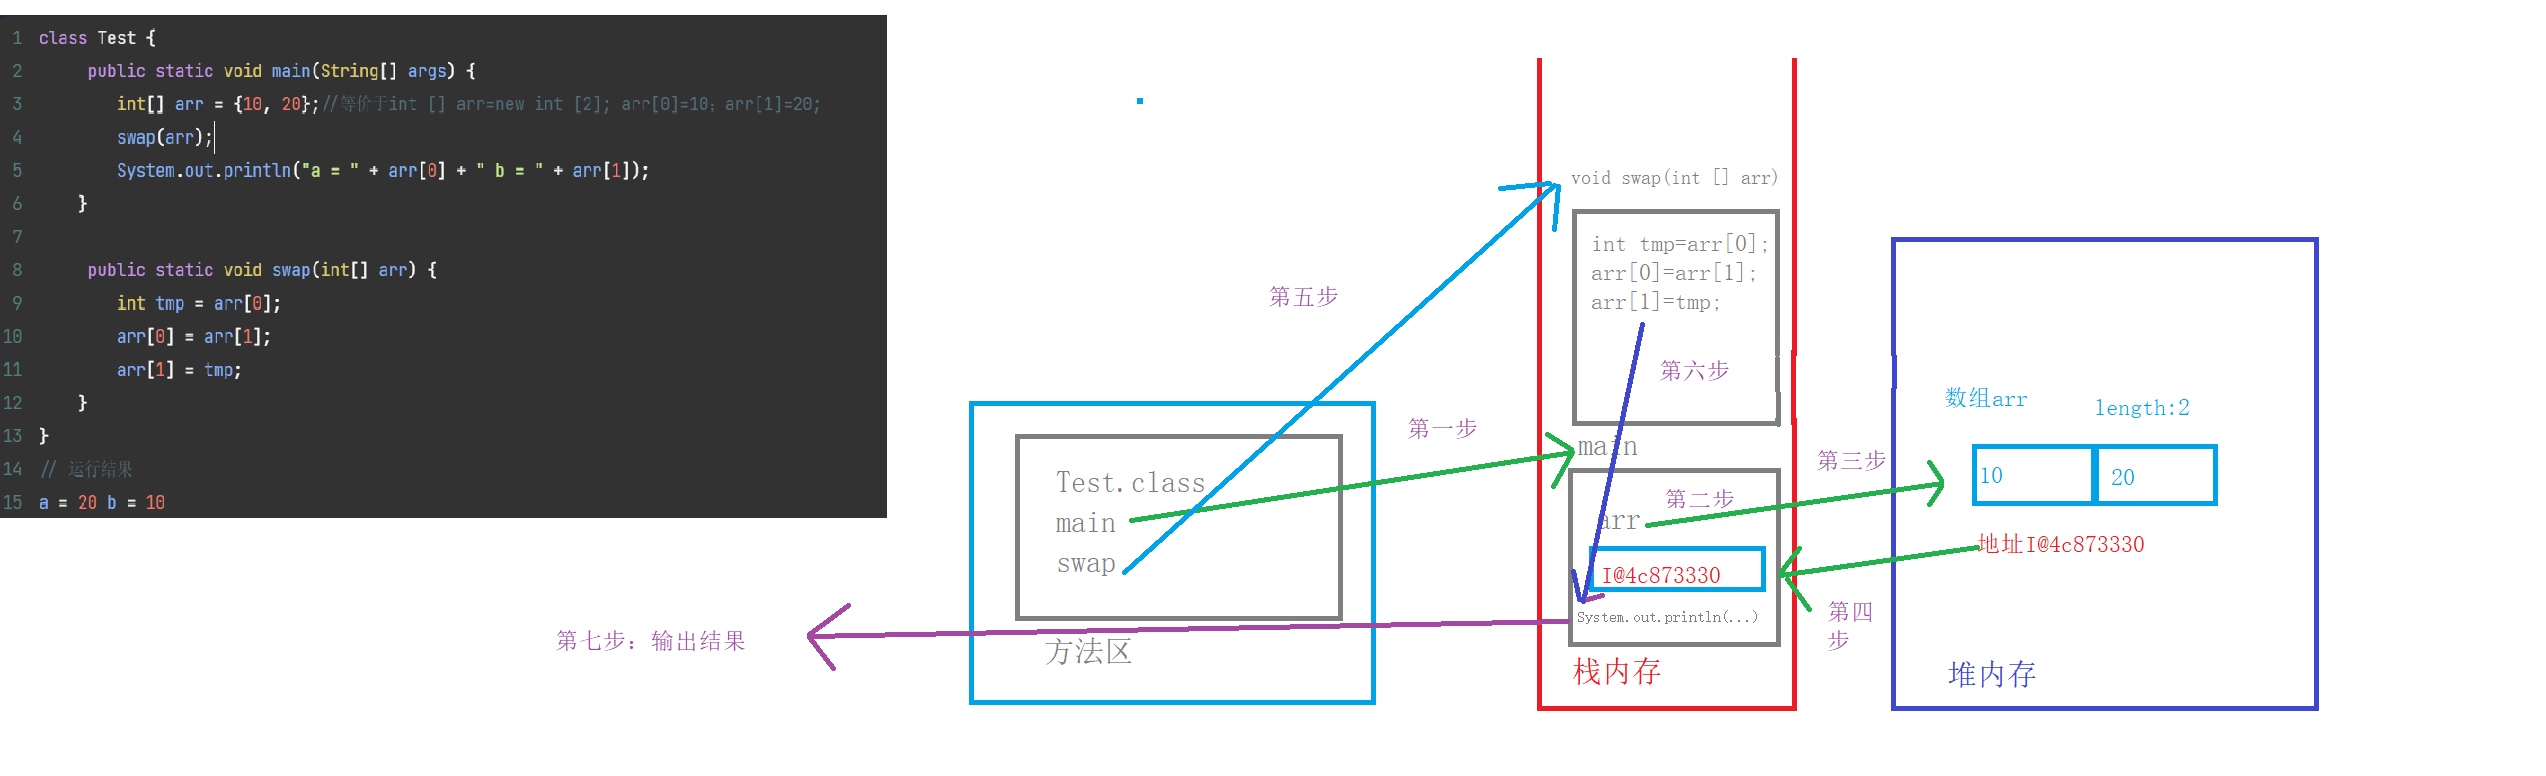 1 class Test {
2 public static void main(String[] args) {
3 int[] arr = {10, 20};//等价于int [] arr=new int [2]; arr[0]=10；arr[1]=20;
4 swap(arr);
5 System.out.println("a = " + arr[0] + " b = " + arr[1]);
6 }
7
8 public static void swap(int[] arr) {
9 int tmp = arr[0];
10 arr[0] = arr[1];
11 arr[1] = tmp;
12 }
13 }
14 // 运行结果
15 a = 20 b = 10
第五步
第一步
Test.class
main
swap
方法区
第七步：输出结果
void swap(int [] arr)
int tmp=arr[0];
arr[0]=arr[1];
arr[1]=tmp;
第六步
main
第二步
arr
I@4c873330
System.out.println(...)
栈内存
第三步
第四
步
数组arr
length:2
10
20
地址I@4c873330
堆内存